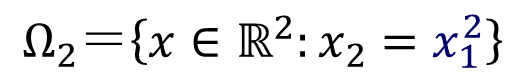 Ω₂={x ∈ ℝ²: x₂ = x₁²}